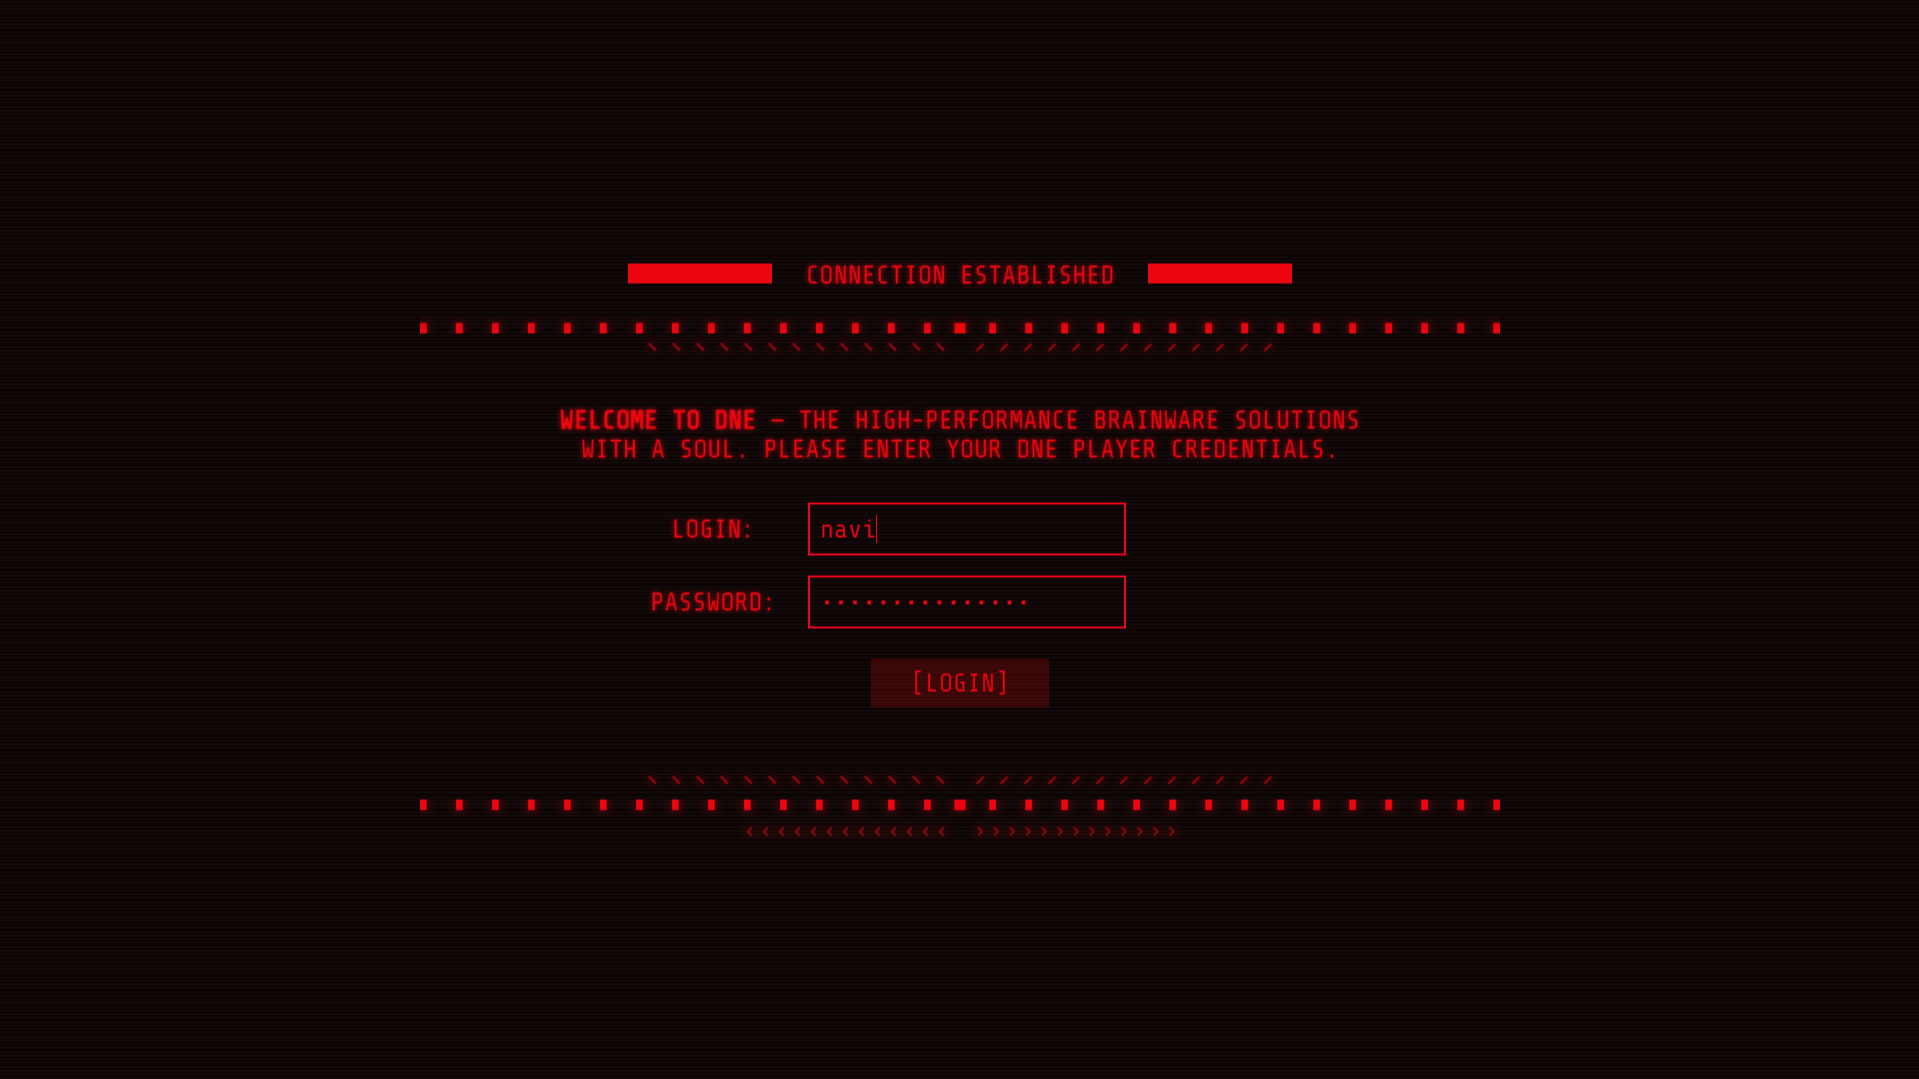 CONNECTION ESTABLISHED
WELCOME TO DNE — THE HIGH-PERFORMANCE BRAINWARE SOLUTIONS
WITH A SOUL. PLEASE ENTER YOUR DNE PLAYER CREDENTIALS.
LOGIN: navi
PASSWORD: •••••••••••••••
[LOGIN]